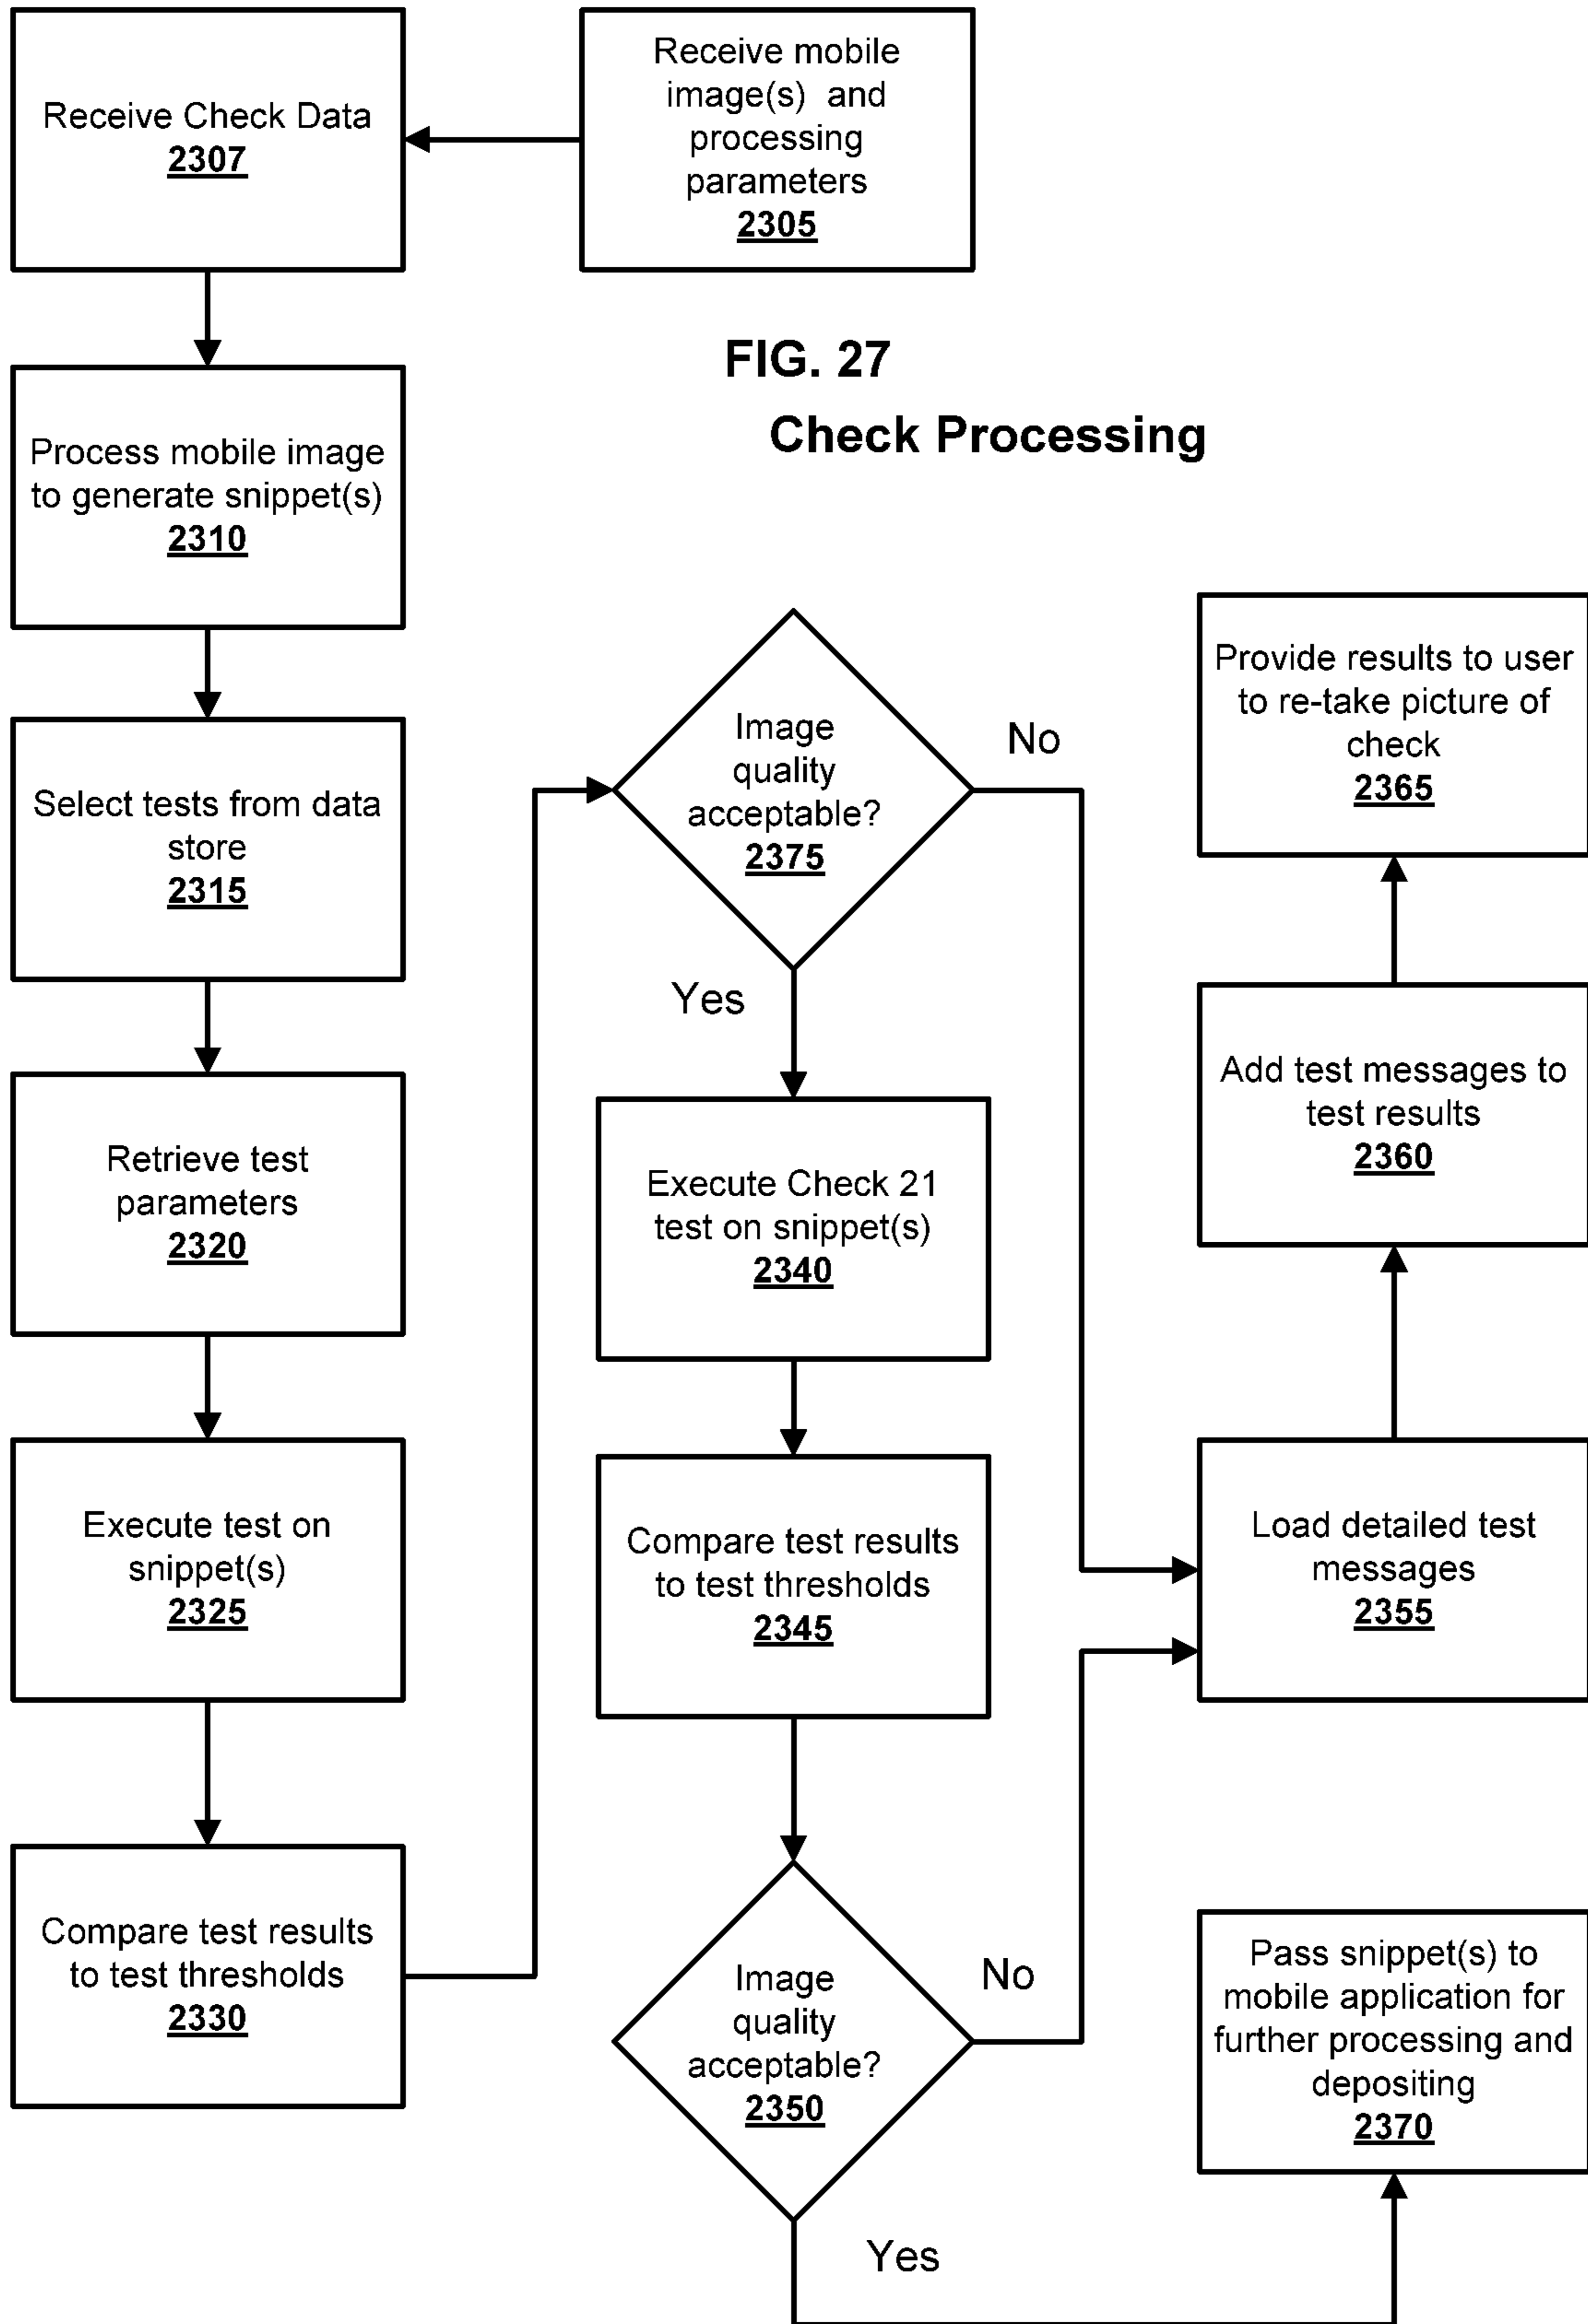 Receive Check Data
2307
Receive mobile
image(s) and
processing
parameters
2305
FIG. 27
Check Processing
Process mobile image
to generate snippet(s)
2310
Select tests from data
store
2315
Retrieve test
parameters
2320
Execute test on
snippet(s)
2325
Compare test results
to test thresholds
2330
Image
quality
acceptable?
2375
No
Yes
Execute Check 21
test on snippet(s)
2340
Compare test results
to test thresholds
2345
Image
quality
acceptable?
2350
No
Yes
Provide results to user
to re-take picture of
check
2365
Add test messages to
test results
2360
Load detailed test
messages
2355
Pass snippet(s) to
mobile application for
further processing and
depositing
2370